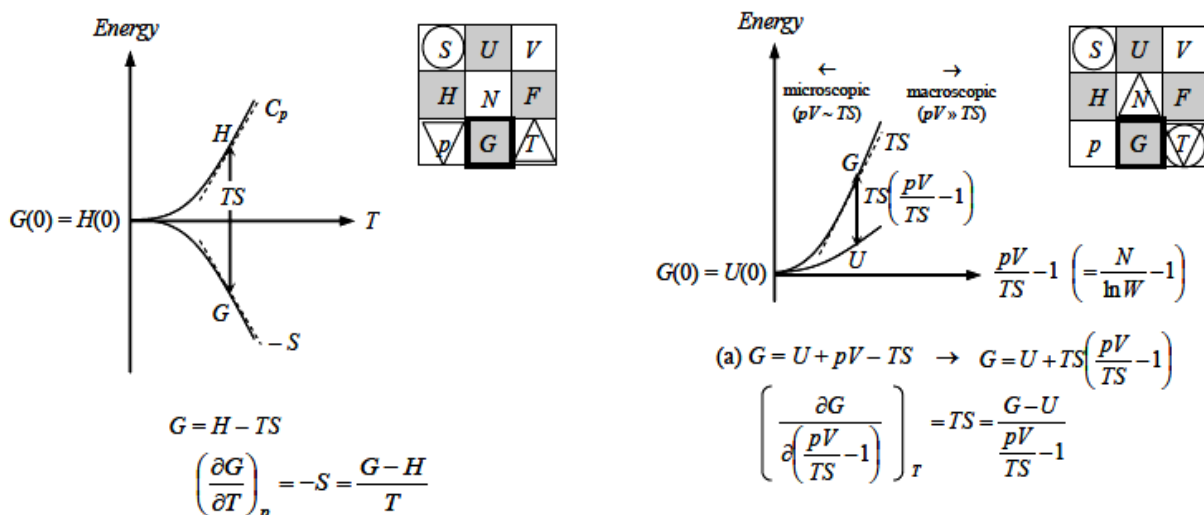 Energy
S U V
H N F
p G T
C_p
H
TS
G(0) = H(0)
T
G
– S
G = H – TS
(∂G/∂T)_p = –S = (G – H)/T
Energy
S U V
H N F
p G T
← →
microscopic macroscopic
(pV ~ TS) (pV » TS)
TS
G
TS(pV/TS – 1)
U
G(0) = U(0)
pV/TS – 1 (= N/ln W – 1)
(a) G = U + pV – TS → G = U + TS(pV/TS – 1)
[∂G/∂(pV/TS – 1)]_T = TS = (G – U)/(pV/TS – 1)